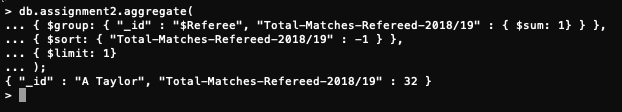 > db.assignment2.aggregate(
... { $group: { "_id" : "$Referee", "Total-Matches-Refereed-2018/19" : { $sum: 1} } },
... { $sort: { "Total-Matches-Refereed-2018/19" : -1 } },
... { $limit: 1}
... );
{ "_id" : "A Taylor", "Total-Matches-Refereed-2018/19" : 32 }
>